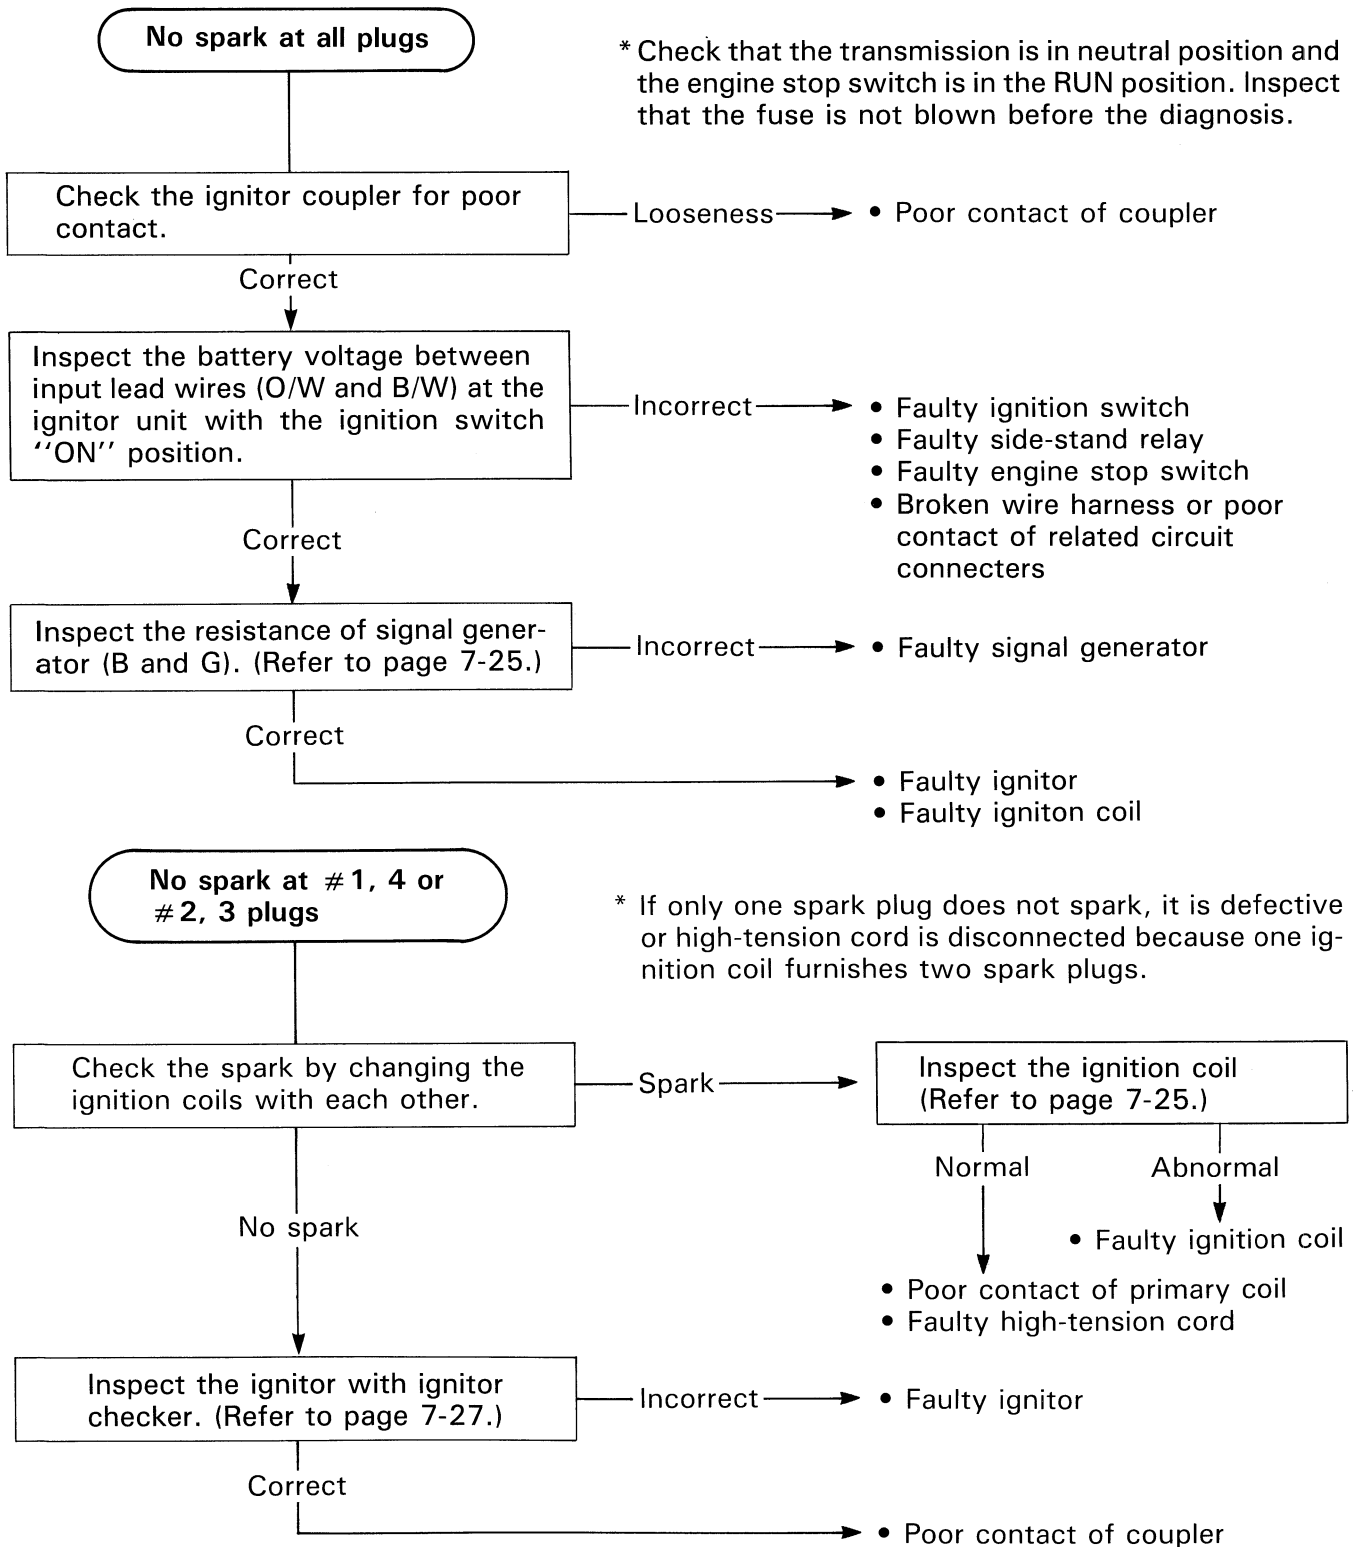 No spark at all plugs
* Check that the transmission is in neutral position and
the engine stop switch is in the RUN position. Inspect
that the fuse is not blown before the diagnosis.
Check the ignitor coupler for poor
contact.
Looseness
• Poor contact of coupler
Correct
Inspect the battery voltage between
input lead wires (O/W and B/W) at the
ignitor unit with the ignition switch
‘‘ON’’ position.
Incorrect
• Faulty ignition switch
• Faulty side-stand relay
• Faulty engine stop switch
• Broken wire harness or poor
contact of related circuit
connecters
Correct
Inspect the resistance of signal gener-
ator (B and G). (Refer to page 7-25.)
Incorrect
• Faulty signal generator
Correct
• Faulty ignitor
• Faulty igniton coil
No spark at #1, 4 or
#2, 3 plugs
* If only one spark plug does not spark, it is defective
or high-tension cord is disconnected because one ig-
nition coil furnishes two spark plugs.
Check the spark by changing the
ignition coils with each other.
Spark
Inspect the ignition coil
(Refer to page 7-25.)
Normal
Abnormal
• Faulty ignition coil
• Poor contact of primary coil
• Faulty high-tension cord
No spark
Inspect the ignitor with ignitor
checker. (Refer to page 7-27.)
Incorrect
• Faulty ignitor
Correct
• Poor contact of coupler